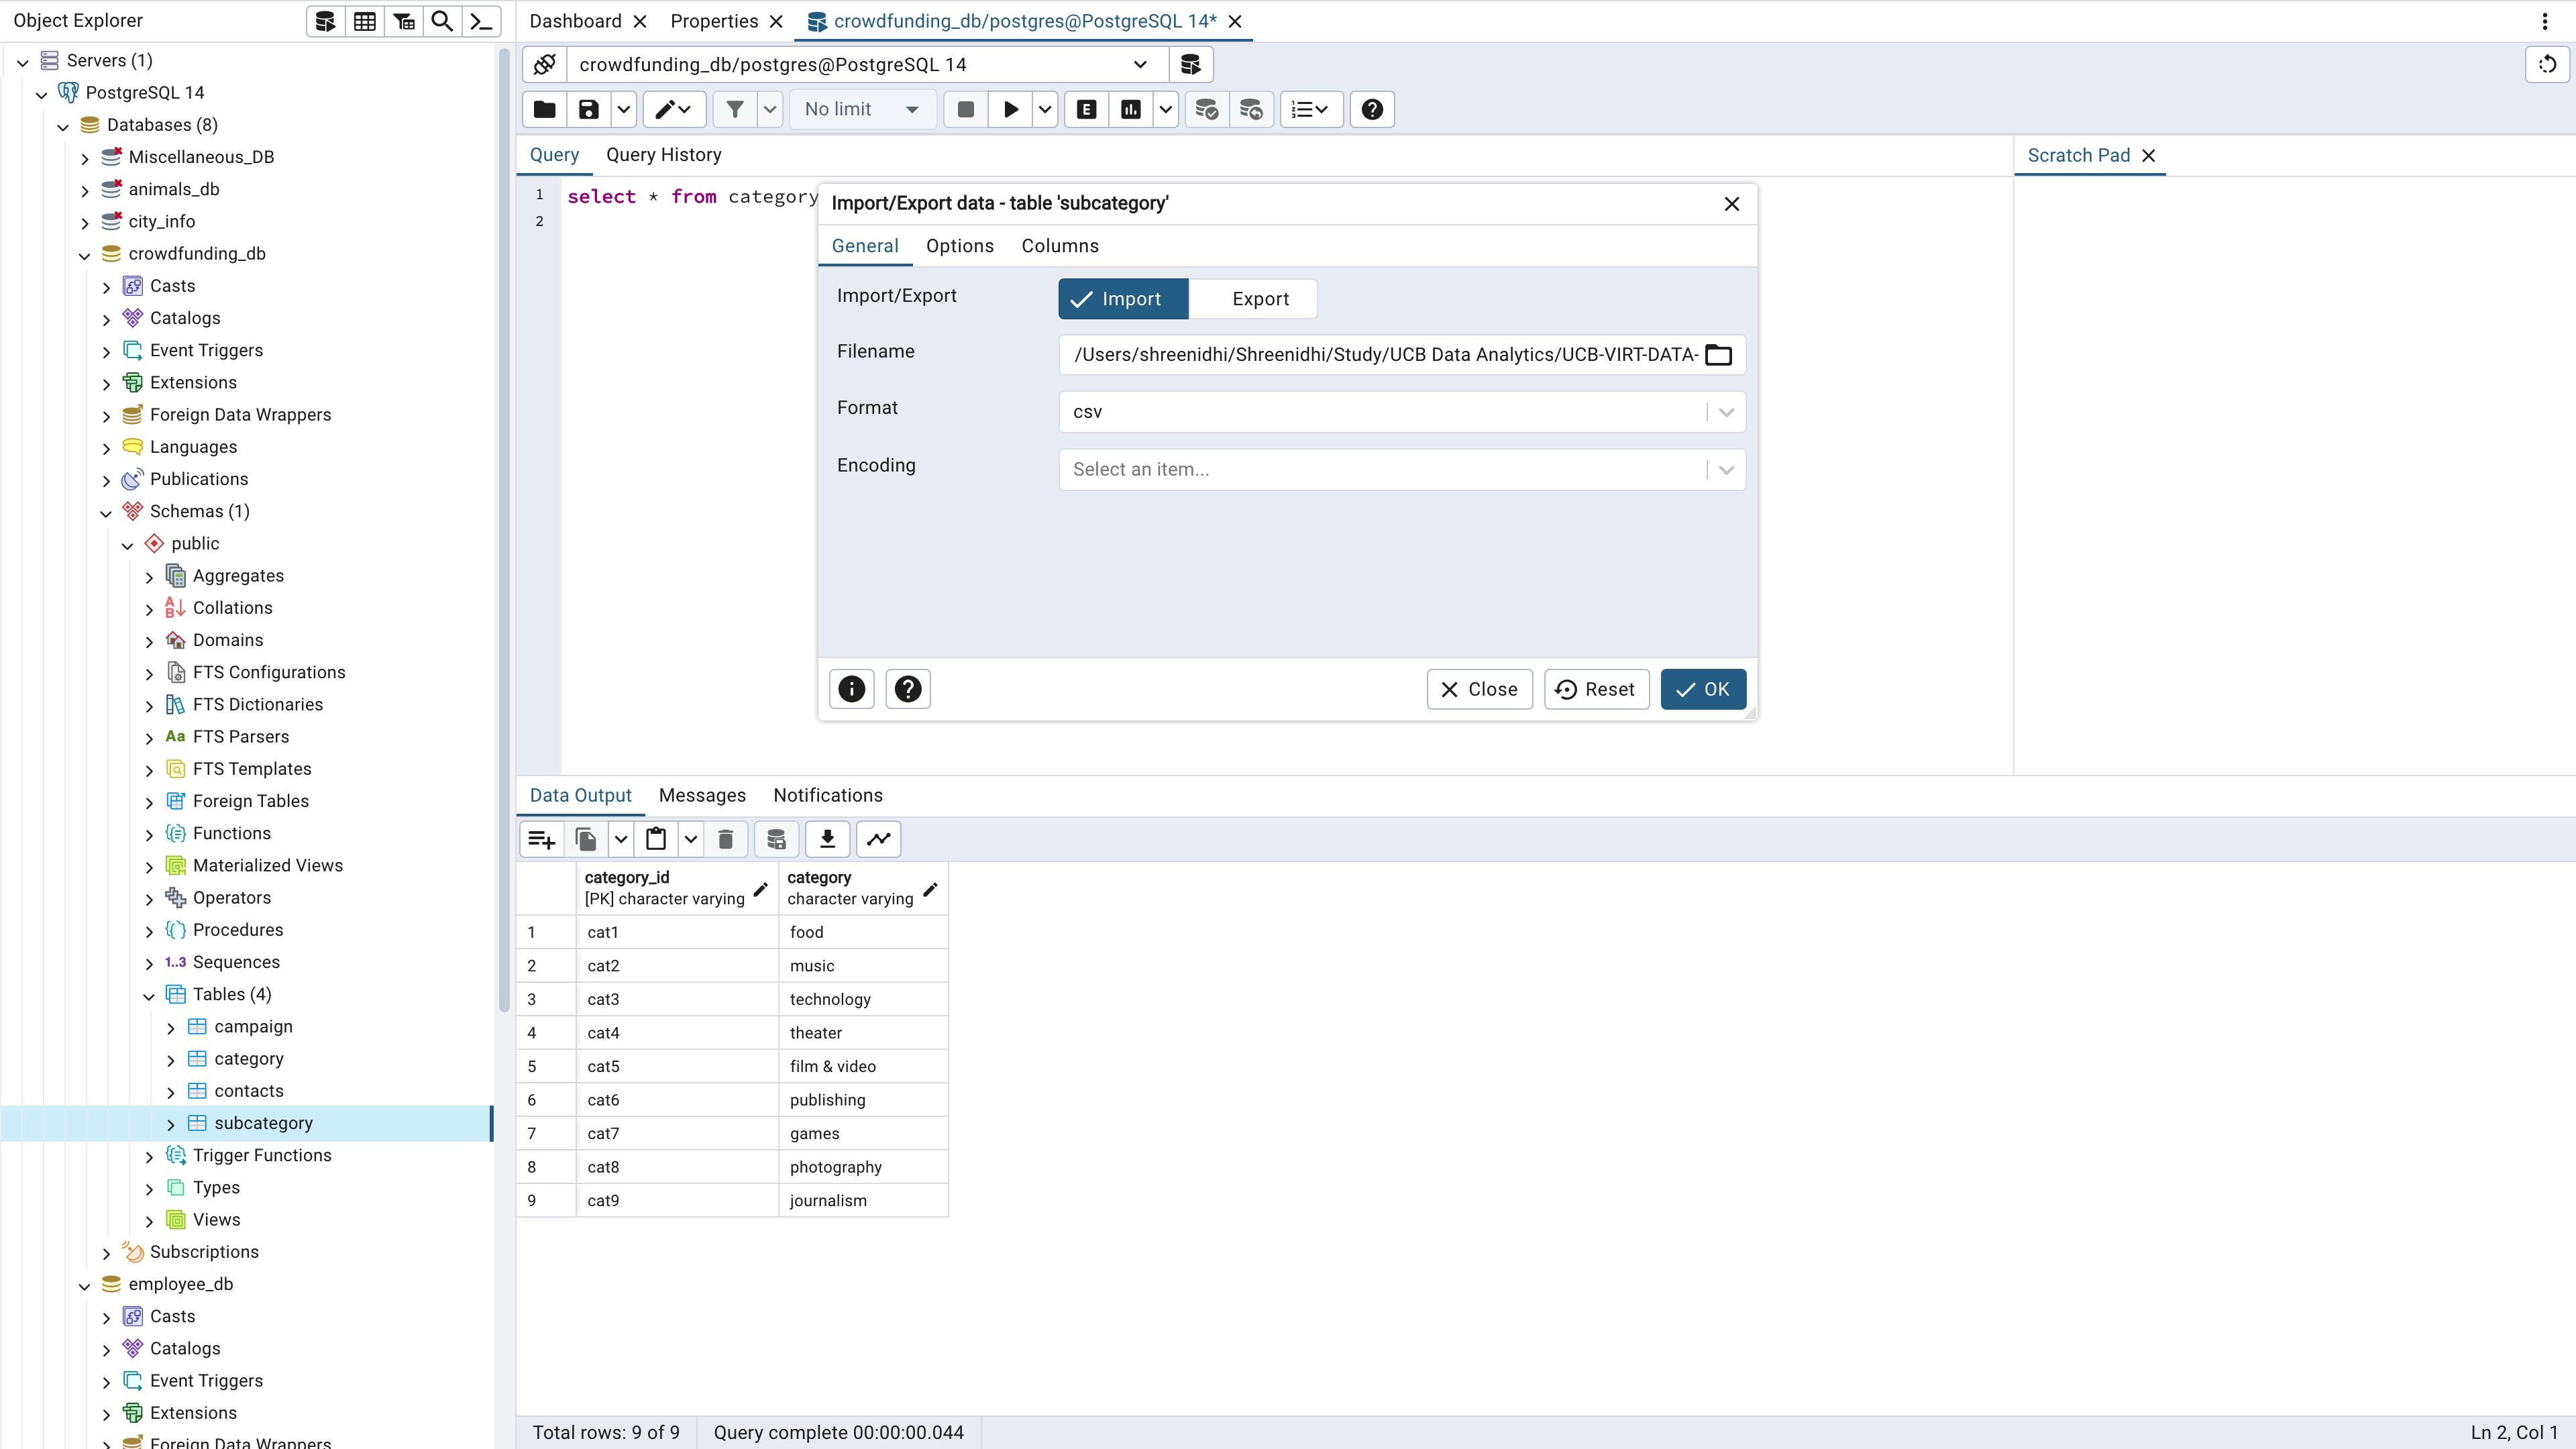 Object Explorer
Dashboard
Properties
crowdfunding_db/postgres@PostgreSQL 14*
Servers (1)
PostgreSQL 14
Databases (8)
Miscellaneous_DB
animals_db
city_info
crowdfunding_db
Casts
Catalogs
Event Triggers
Extensions
Foreign Data Wrappers
Languages
Publications
Schemas (1)
public
Aggregates
Collations
Domains
FTS Configurations
FTS Dictionaries
Aa FTS Parsers
FTS Templates
Foreign Tables
Functions
Materialized Views
Operators
Procedures
1..3 Sequences
Tables (4)
campaign
category
contacts
subcategory
Trigger Functions
Types
Views
Subscriptions
employee_db
Casts
Catalogs
Event Triggers
Extensions
Foreign Data Wrappers
crowdfunding_db/postgres@PostgreSQL 14
No limit
E
Query
Query History
Scratch Pad
1 select * from category
2
Import/Export data - table 'subcategory'
General
Options
Columns
Import/Export
Import
Export
Filename
/Users/shreenidhi/Shreenidhi/Study/UCB Data Analytics/UCB-VIRT-DATA-
Format
csv
Encoding
Select an item...
Close
Reset
OK
Data Output
Messages
Notifications
category_id
[PK] character varying
category
character varying
1 cat1 food
2 cat2 music
3 cat3 technology
4 cat4 theater
5 cat5 film & video
6 cat6 publishing
7 cat7 games
8 cat8 photography
9 cat9 journalism
Total rows: 9 of 9
Query complete 00:00:00.044
Ln 2, Col 1